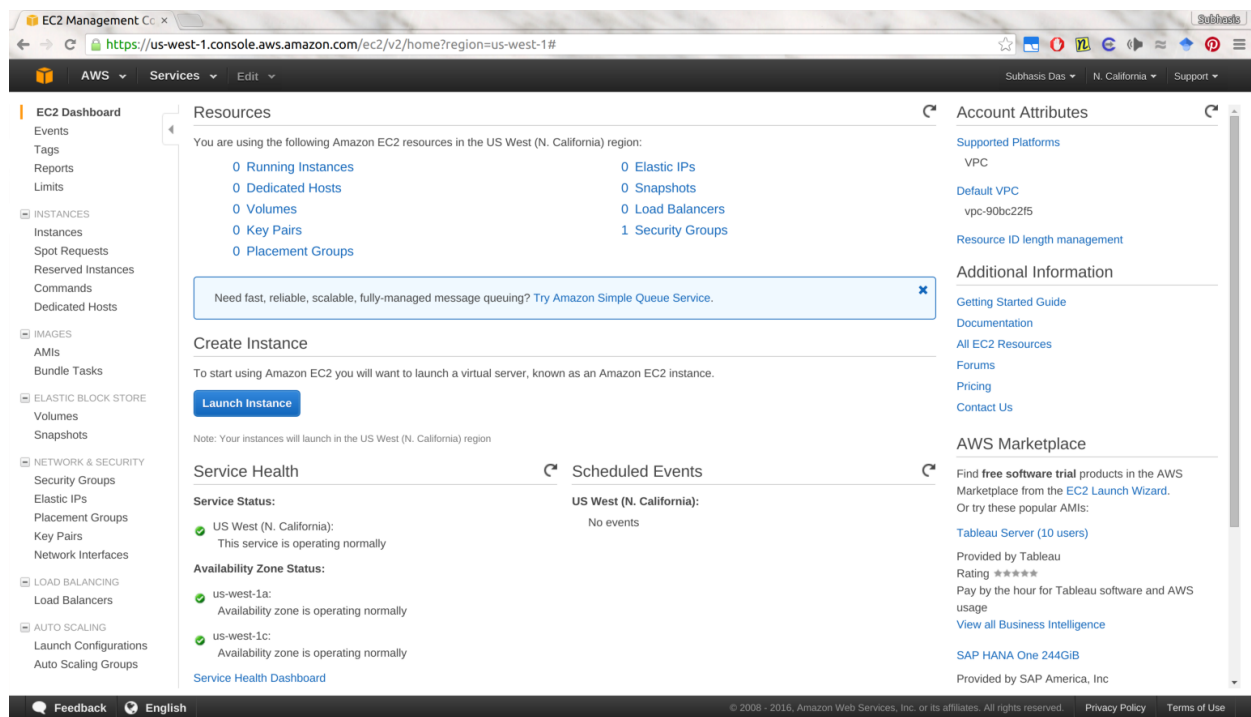 EC2 Management Co
Subhasis
https://us-west-1.console.aws.amazon.com/ec2/v2/home?region=us-west-1#
AWS Services Edit
Subhasis Das N. California Support
EC2 Dashboard
Events
Tags
Reports
Limits
INSTANCES
Instances
Spot Requests
Reserved Instances
Commands
Dedicated Hosts
IMAGES
AMIs
Bundle Tasks
ELASTIC BLOCK STORE
Volumes
Snapshots
NETWORK & SECURITY
Security Groups
Elastic IPs
Placement Groups
Key Pairs
Network Interfaces
LOAD BALANCING
Load Balancers
AUTO SCALING
Launch Configurations
Auto Scaling Groups
Resources
You are using the following Amazon EC2 resources in the US West (N. California) region:
0 Running Instances
0 Dedicated Hosts
0 Volumes
0 Key Pairs
0 Placement Groups
0 Elastic IPs
0 Snapshots
0 Load Balancers
1 Security Groups
Need fast, reliable, scalable, fully-managed message queuing? Try Amazon Simple Queue Service.
Create Instance
To start using Amazon EC2 you will want to launch a virtual server, known as an Amazon EC2 instance.
Launch Instance
Note: Your instances will launch in the US West (N. California) region
Service Health
Service Status:
US West (N. California):
This service is operating normally
Availability Zone Status:
us-west-1a:
Availability zone is operating normally
us-west-1c:
Availability zone is operating normally
Service Health Dashboard
Scheduled Events
US West (N. California):
No events
Account Attributes
Supported Platforms
VPC
Default VPC
vpc-90bc22f5
Resource ID length management
Additional Information
Getting Started Guide
Documentation
All EC2 Resources
Forums
Pricing
Contact Us
AWS Marketplace
Find free software trial products in the AWS
Marketplace from the EC2 Launch Wizard.
Or try these popular AMIs:
Tableau Server (10 users)
Provided by Tableau
Rating
Pay by the hour for Tableau software and AWS
usage
View all Business Intelligence
SAP HANA One 244GiB
Provided by SAP America, Inc
Feedback English
© 2008 - 2016, Amazon Web Services, Inc. or its affiliates. All rights reserved. Privacy Policy Terms of Use